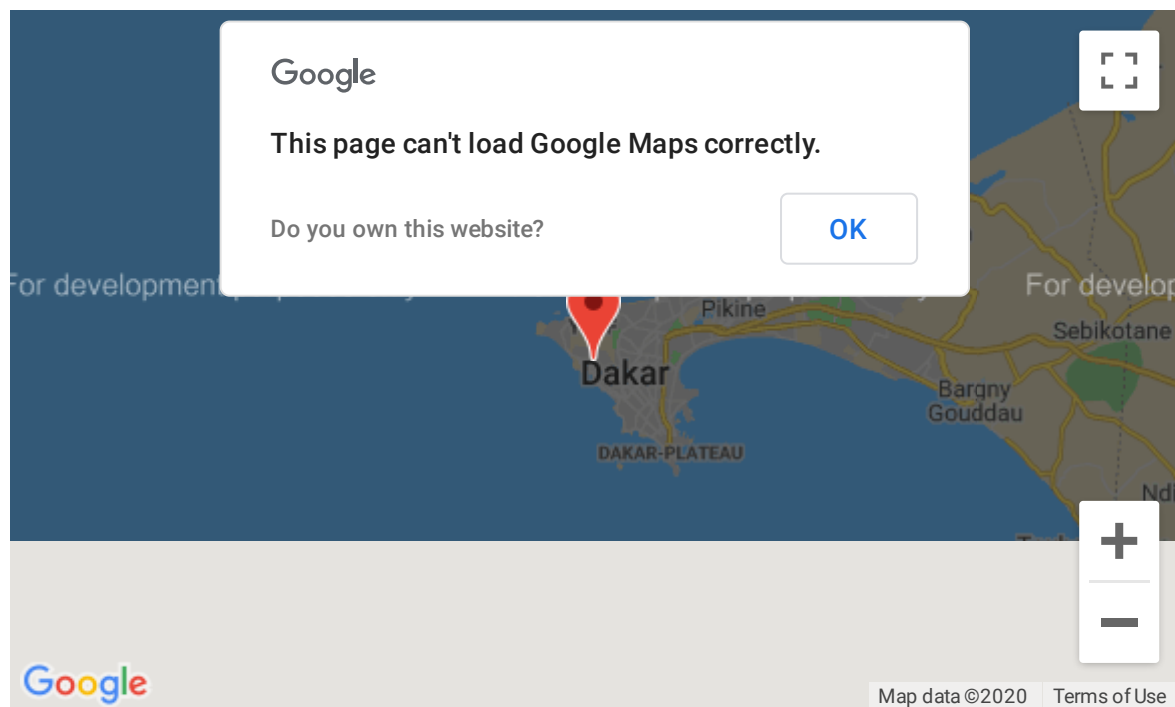 Google
This page can't load Google Maps correctly.
Do you own this website?
OK
For development
For develop
Pikine
Sebikotane
Dakar
Bargny
Gouddau
DAKAR-PLATEAU
Google
Map data ©2020
Terms of Use